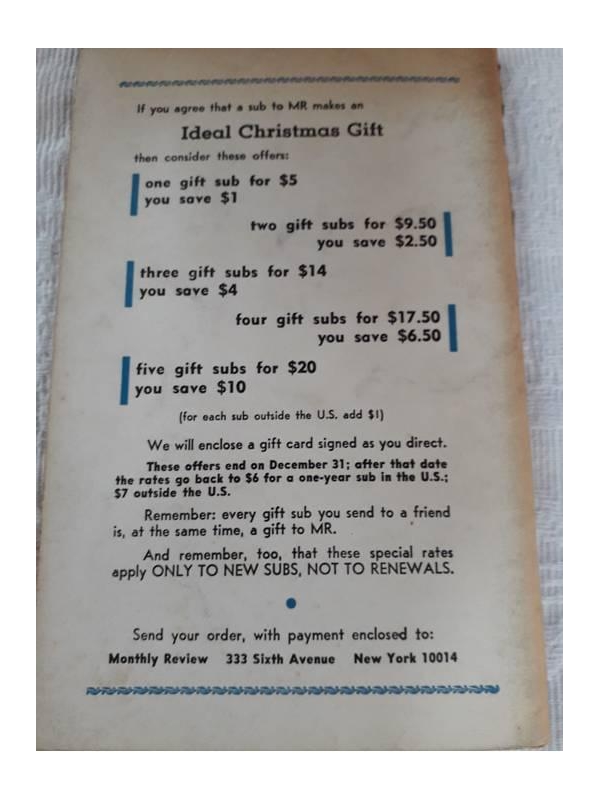 If you agree that a sub to MR makes an
Ideal Christmas Gift
then consider these offers:
one gift sub for $5
you save $1
two gift subs for $9.50
you save $2.50
three gift subs for $14
you save $4
four gift subs for $17.50
you save $6.50
five gift subs for $20
you save $10
(for each sub outside the U.S. add $1)
We will enclose a gift card signed as you direct.
These offers end on December 31; after that date
the rates go back to $6 for a one-year sub in the U.S.;
$7 outside the U.S.
Remember: every gift sub you send to a friend
is, at the same time, a gift to MR.
And remember, too, that these special rates
apply ONLY TO NEW SUBS, NOT TO RENEWALS.
Send your order, with payment enclosed to:
Monthly Review 333 Sixth Avenue New York 10014